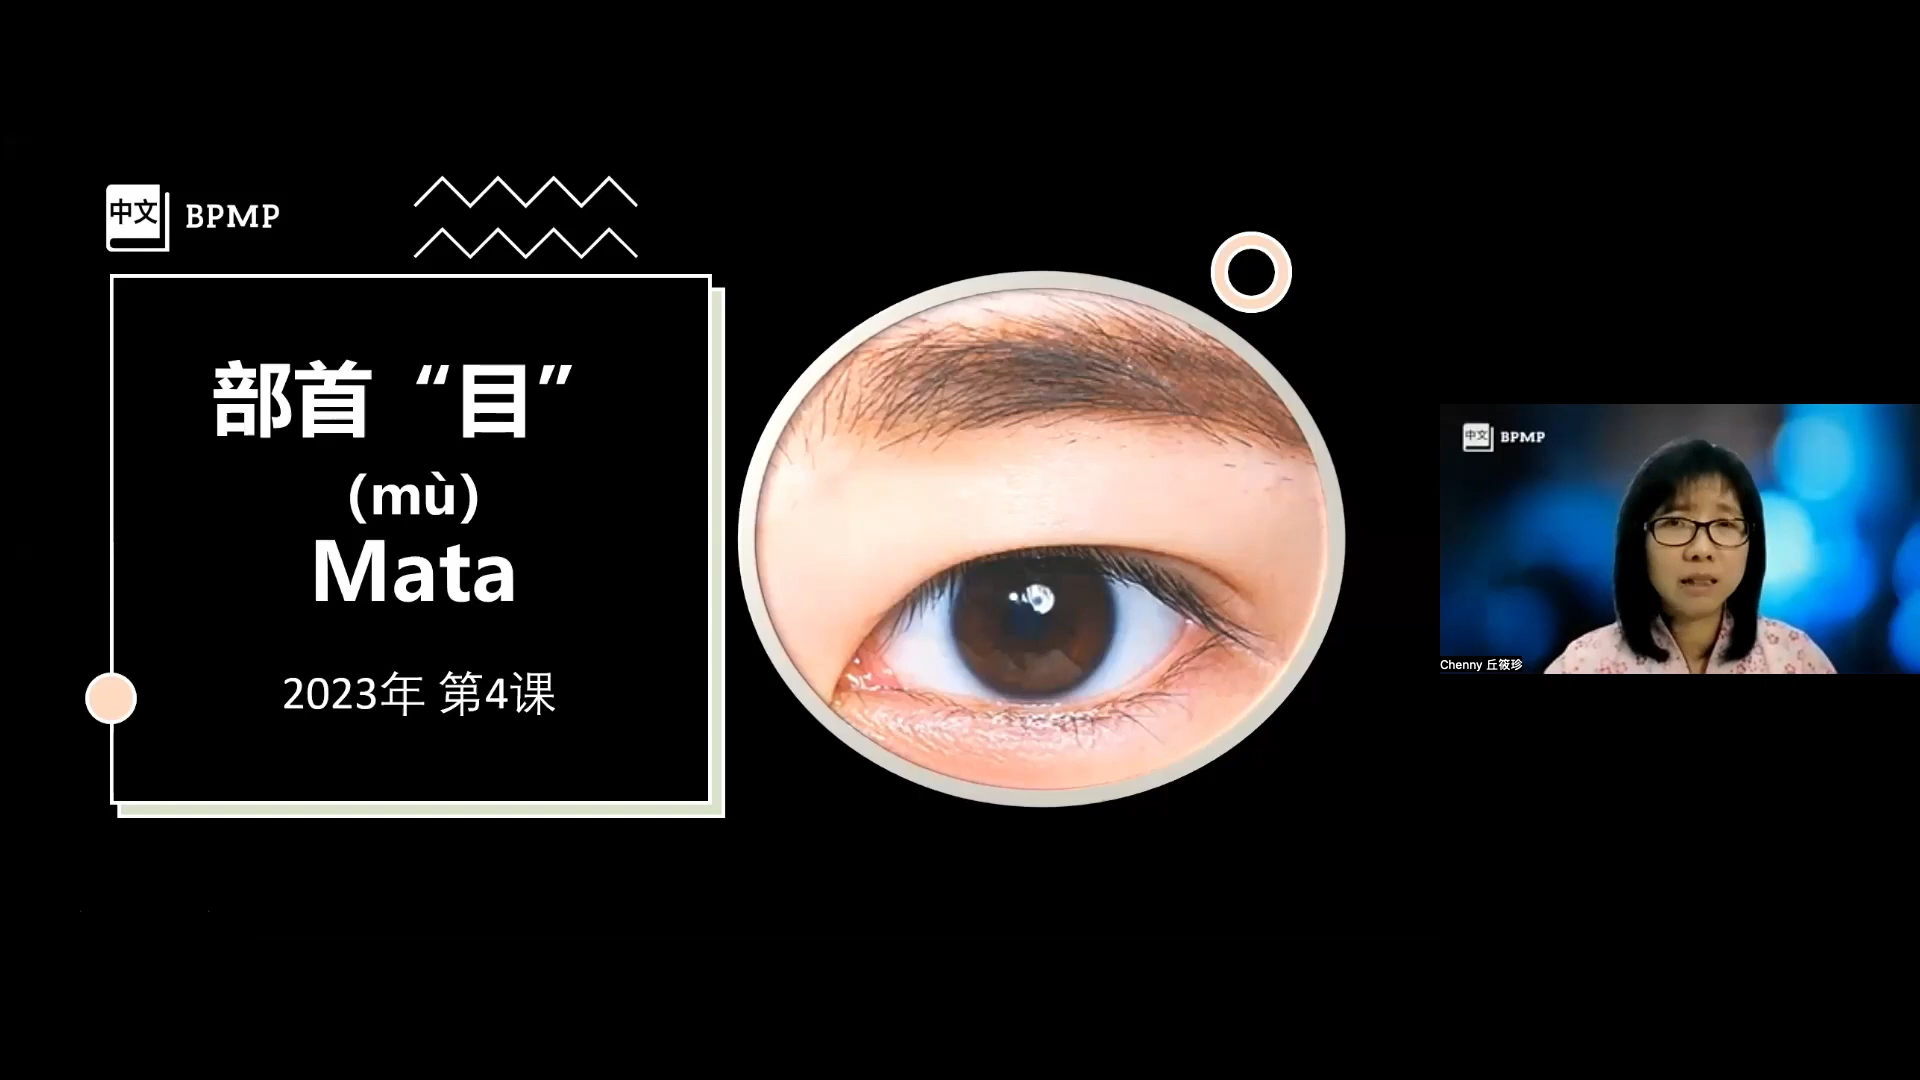 中文 BPMP
部首“目”
(mù)
Mata
2023年 第4课
中文 BPMP
Chenny 丘筱珍